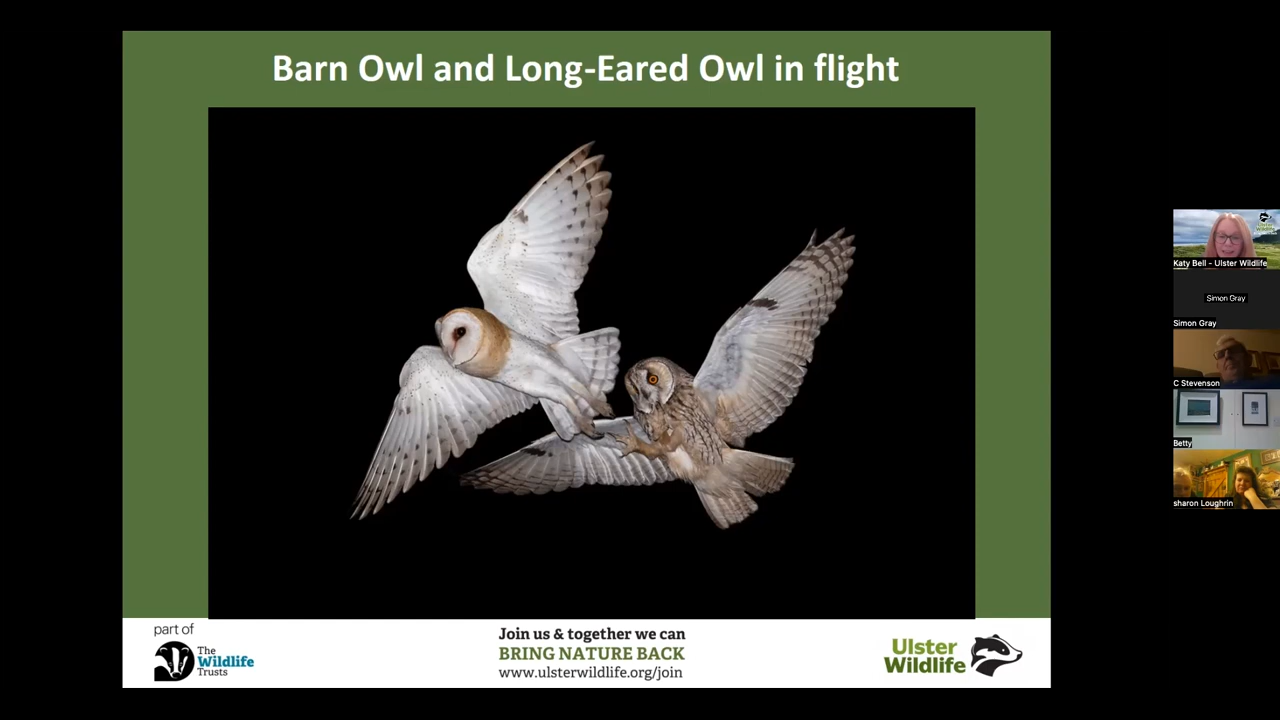 Barn Owl and Long-Eared Owl in flight
part of
The
Wildlife
Trusts
Join us & together we can
BRING NATURE BACK
www.ulsterwildlife.org/join
Ulster
Wildlife
Ulster
Wildlife
Katy Bell - Ulster Wildlife
Simon Gray
Simon Gray
C Stevenson
Betty
sharon Loughrin